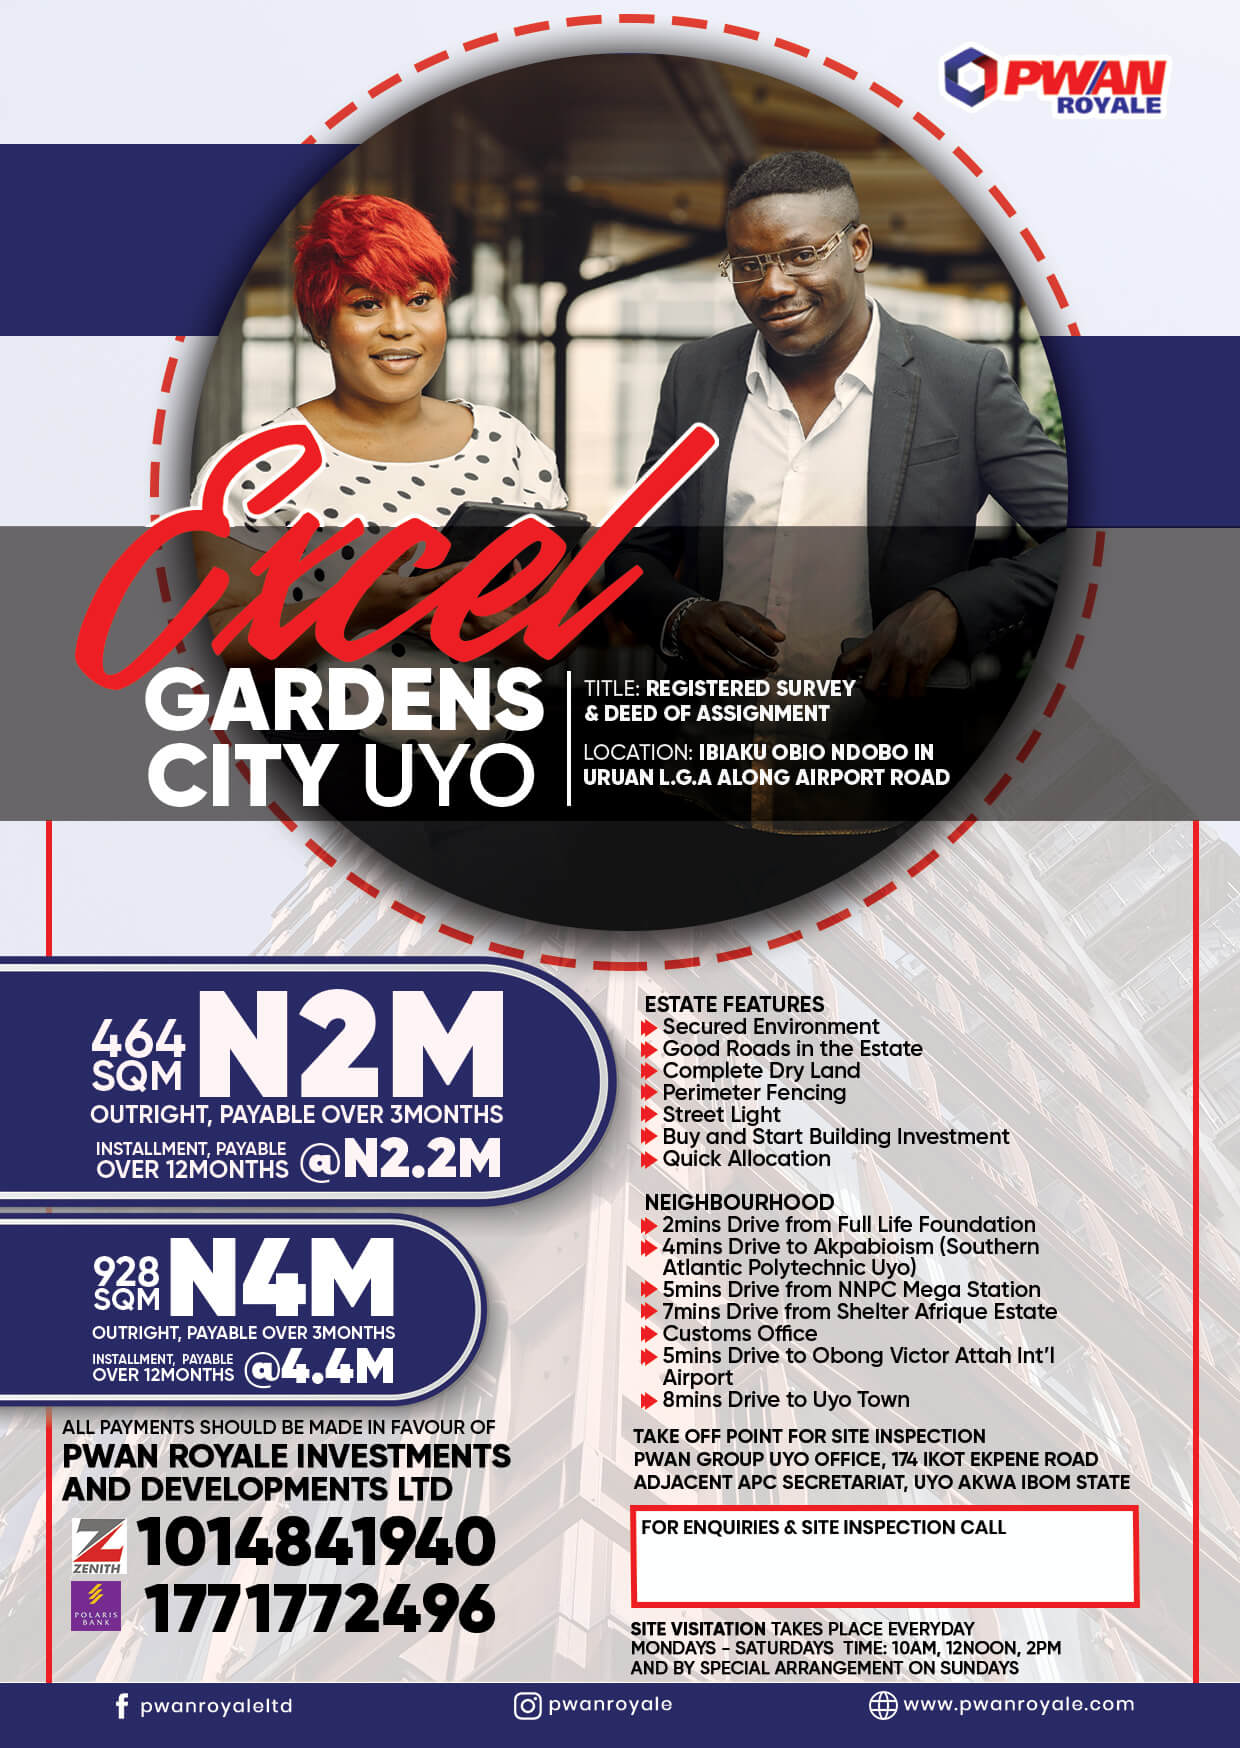 PWAN
ROYALE
Excel
GARDENS
CITY UYO
TITLE: REGISTERED SURVEY
& DEED OF ASSIGNMENT
LOCATION: IBIAKU OBIO NDOBO IN
URUAN L.G.A ALONG AIRPORT ROAD
464
SQM
N2M
OUTRIGHT, PAYABLE OVER 3MONTHS
INSTALLMENT, PAYABLE
OVER 12MONTHS
@N2.2M
928
SQM
N4M
OUTRIGHT, PAYABLE OVER 3MONTHS
INSTALLMENT, PAYABLE
OVER 12MONTHS
@4.4M
ALL PAYMENTS SHOULD BE MADE IN FAVOUR OF
PWAN ROYALE INVESTMENTS
AND DEVELOPMENTS LTD
ZENITH
1014841940
POLARIS
BANK
1771772496
ESTATE FEATURES
Secured Environment
Good Roads in the Estate
Complete Dry Land
Perimeter Fencing
Street Light
Buy and Start Building Investment
Quick Allocation
NEIGHBOURHOOD
2mins Drive from Full Life Foundation
4mins Drive to Akpabioism (Southern
Atlantic Polytechnic Uyo)
5mins Drive from NNPC Mega Station
7mins Drive from Shelter Afrique Estate
Customs Office
5mins Drive to Obong Victor Attah Int'l
Airport
8mins Drive to Uyo Town
TAKE OFF POINT FOR SITE INSPECTION
PWAN GROUP UYO OFFICE, 174 IKOT EKPENE ROAD
ADJACENT APC SECRETARIAT, UYO AKWA IBOM STATE
FOR ENQUIRIES & SITE INSPECTION CALL
SITE VISITATION TAKES PLACE EVERYDAY
MONDAYS - SATURDAYS TIME: 10AM, 12NOON, 2PM
AND BY SPECIAL ARRANGEMENT ON SUNDAYS
pwanroyaleltd
pwanroyale
www.pwanroyale.com